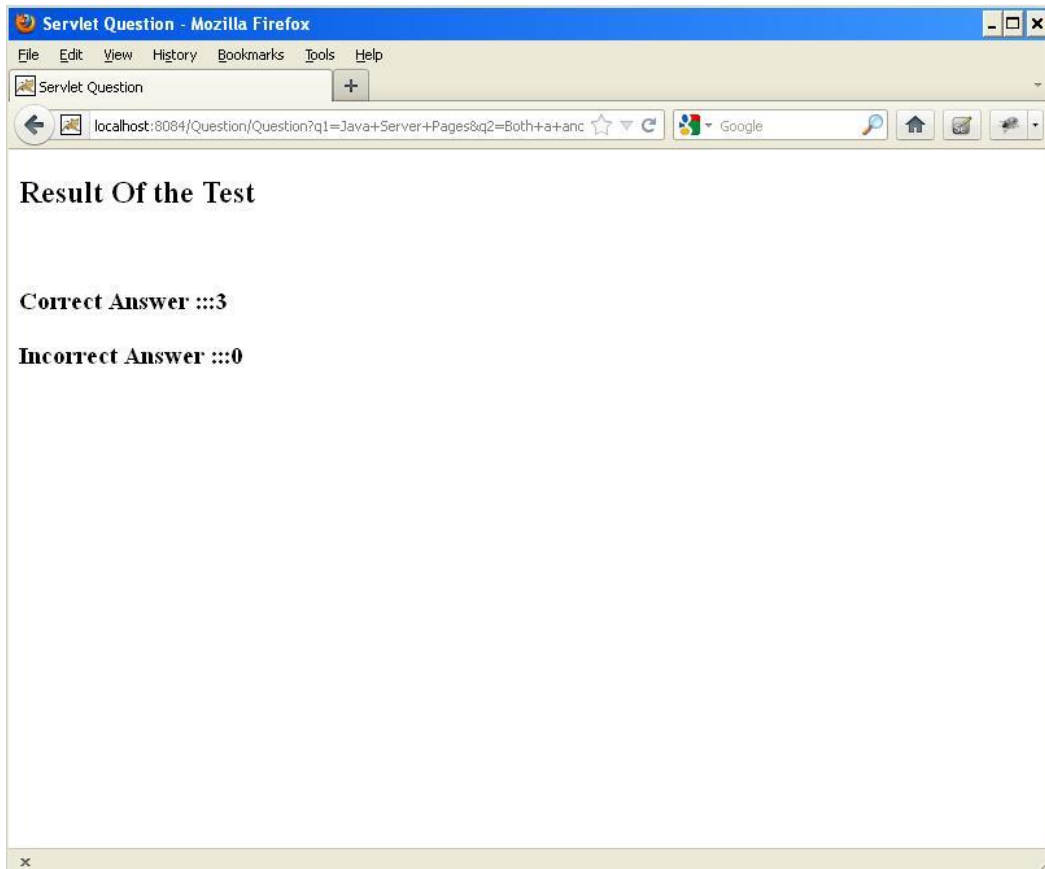 Servlet Question - Mozilla Firefox
File Edit View History Bookmarks Tools Help
Servlet Question
localhost:8084/Question/Question?q1=Java+Server+Pages&q2=Both+a+and
Google
Result Of the Test
Correct Answer :::3
Incorrect Answer :::0